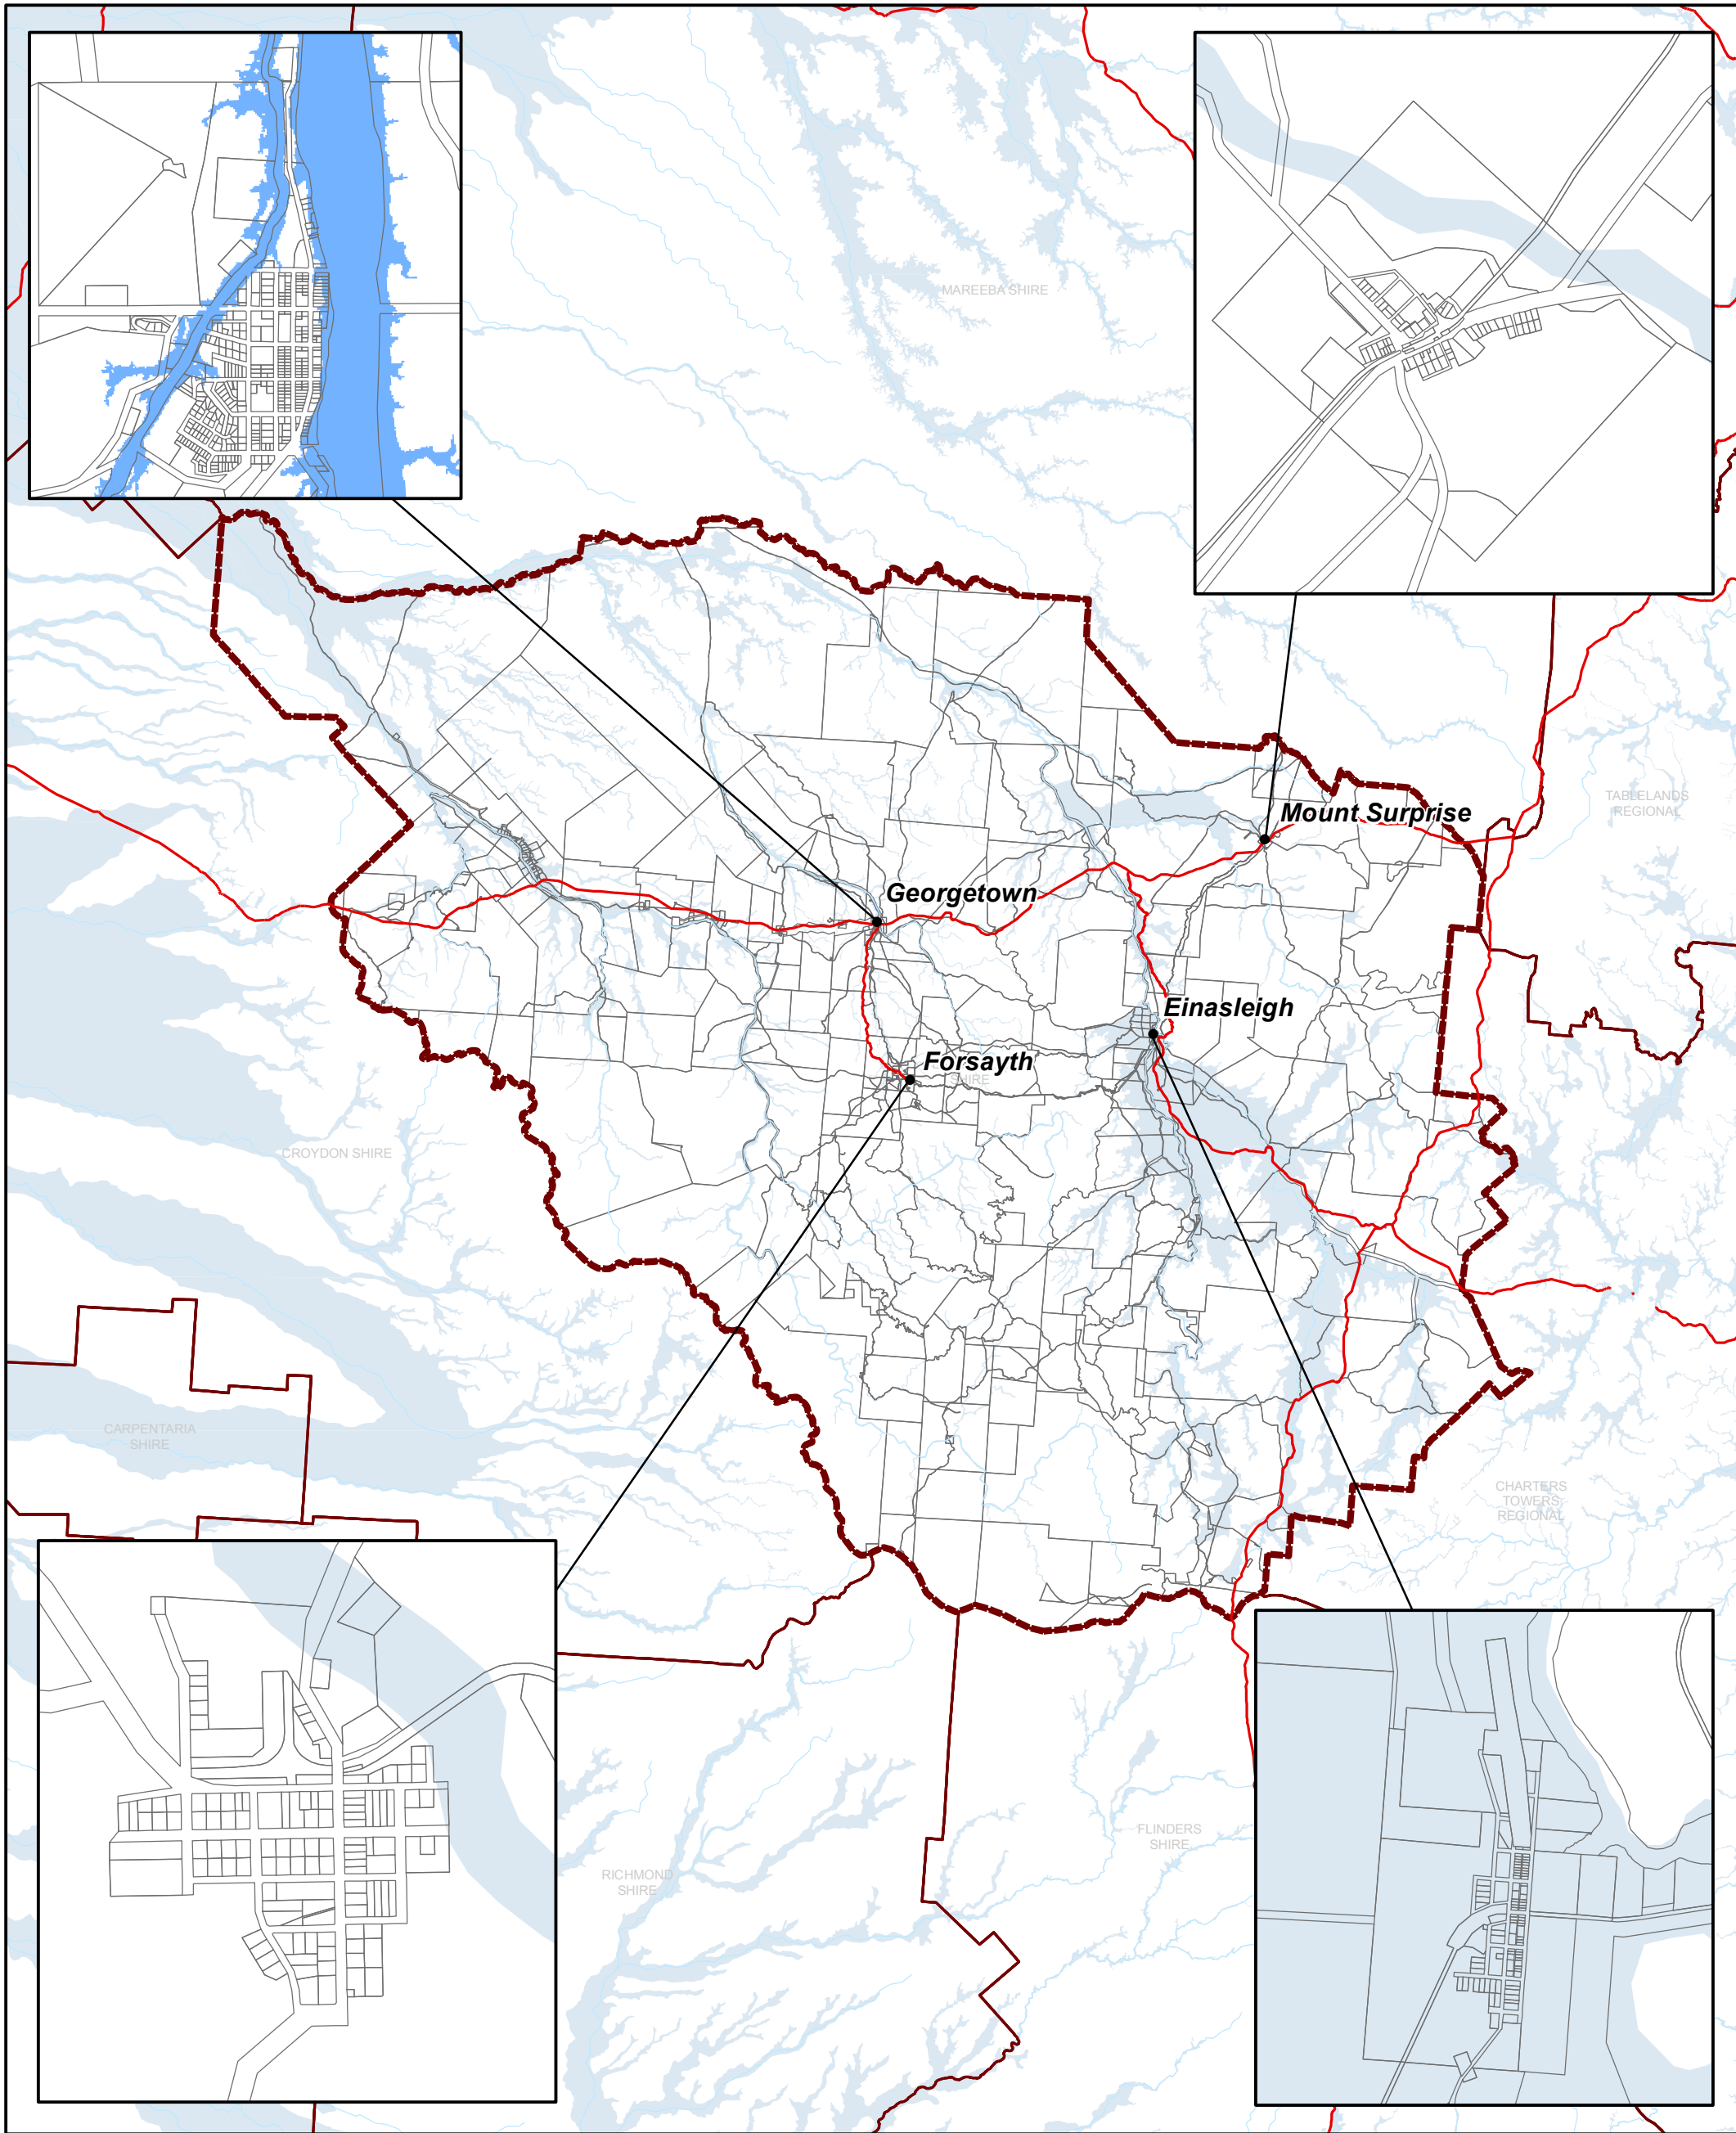 MAREEBA SHIRE
TABLELANDS
REGIONAL
Mount Surprise
Georgetown
Einasleigh
Forsayth
SHIRE
CROYDON SHIRE
CARPENTARIA
SHIRE
CHARTERS
TOWERS
REGIONAL
FLINDERS
SHIRE
RICHMOND
SHIRE